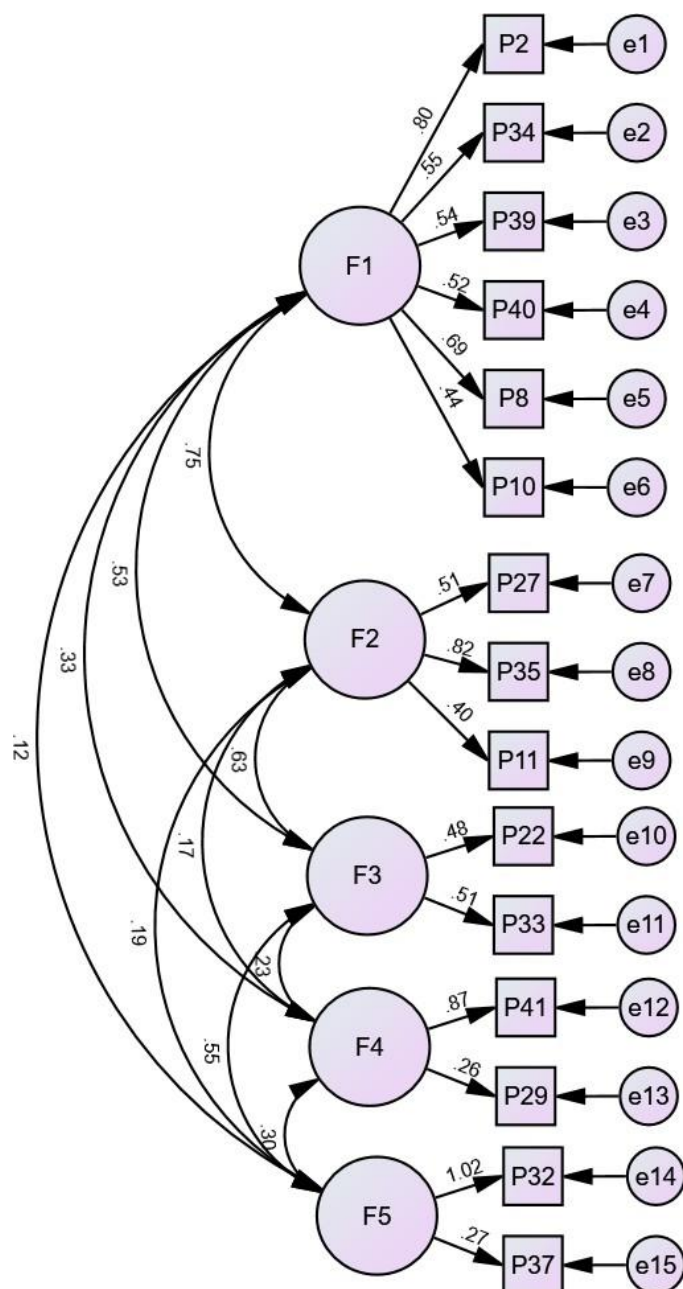 P2
e1
.80
P34
e2
.55
P39
e3
.54
F1
P40
e4
.52
P8
e5
.69
P10
e6
.44
.75
.53
.33
.12
P27
e7
.51
F2
P35
e8
.82
P11
e9
.40
.63
.17
.19
P22
e10
.48
F3
P33
e11
.51
.23
.55
P41
e12
.87
F4
P29
e13
.26
.30
P32
e14
1.02
F5
P37
e15
.27